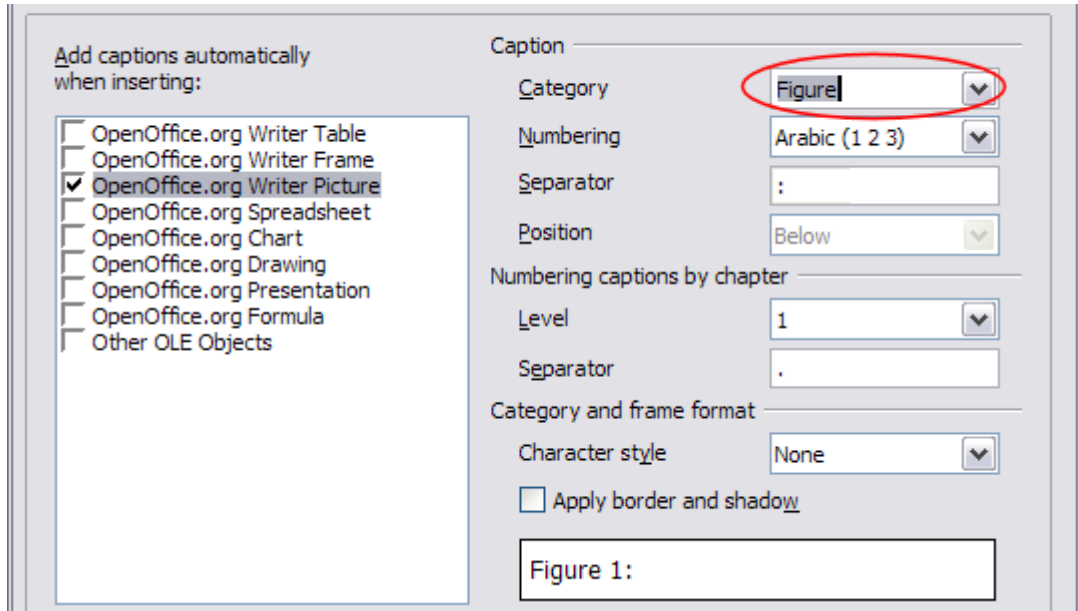 Add captions automatically
when inserting:
OpenOffice.org Writer Table
OpenOffice.org Writer Frame
OpenOffice.org Writer Picture
OpenOffice.org Spreadsheet
OpenOffice.org Chart
OpenOffice.org Drawing
OpenOffice.org Presentation
OpenOffice.org Formula
Other OLE Objects
Caption
Category Figure
Numbering Arabic (1 2 3)
Separator :
Position Below
Numbering captions by chapter
Level 1
Separator .
Category and frame format
Character style None
Apply border and shadow
Figure 1: